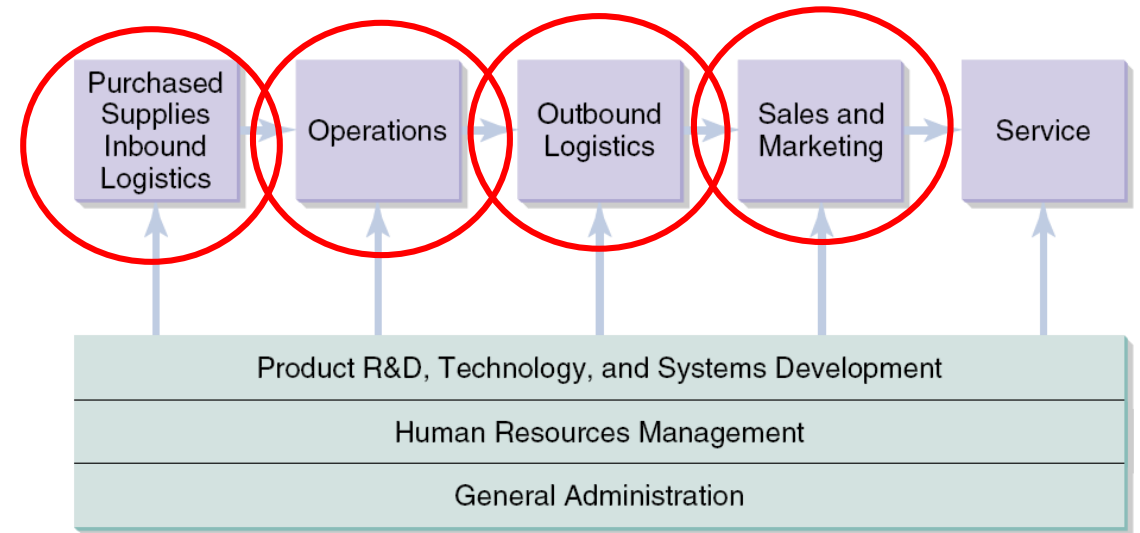 Purchased
Supplies
Inbound
Logistics
Operations
Outbound
Logistics
Sales and
Marketing
Service
Product R&D, Technology, and Systems Development
Human Resources Management
General Administration